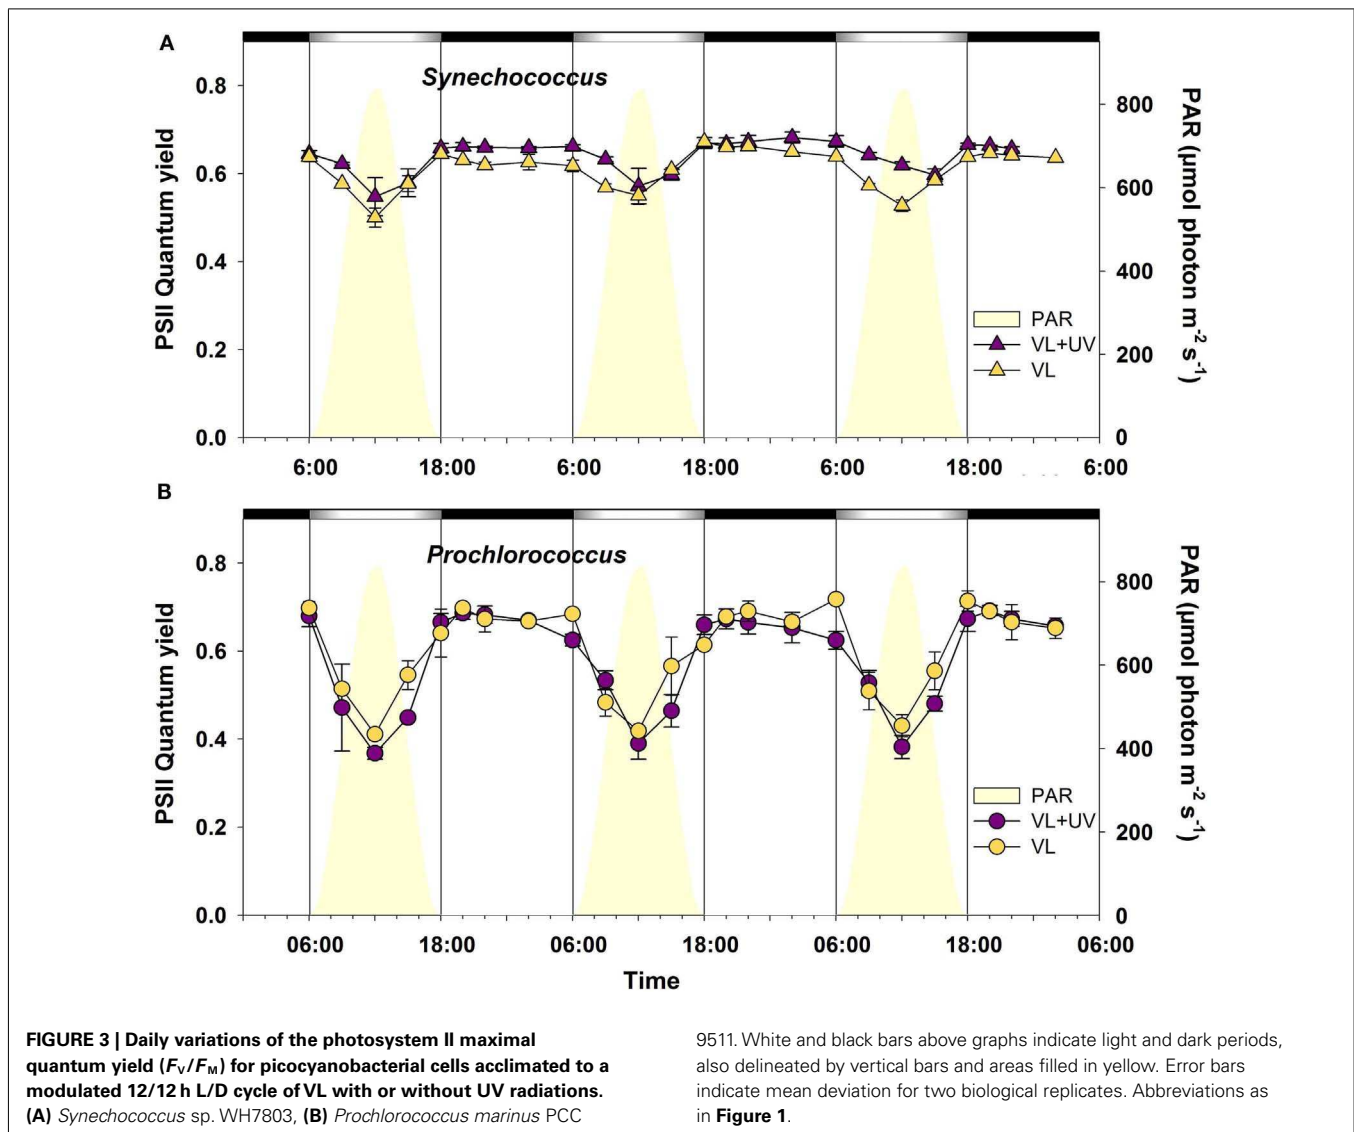 A
Synechococcus
PSII Quantum yield
0.8
0.6
0.4
0.2
0.0
PAR (μmol photon m-2 s-1)
800
600
400
200
0
PAR
VL+UV
VL
6:00 18:00 6:00 18:00 6:00 18:00 6:00
B
Prochlorococcus
PSII Quantum yield
0.8
0.6
0.4
0.2
0.0
PAR (μmol photon m-2 s-1)
800
600
400
200
0
PAR
VL+UV
VL
06:00 18:00 06:00 18:00 06:00 18:00 06:00
Time
FIGURE 3 | Daily variations of the photosystem II maximal
quantum yield (FV/FM) for picocyanobacterial cells acclimated to a
modulated 12/12 h L/D cycle of VL with or without UV radiations.
(A) Synechococcus sp. WH7803, (B) Prochlorococcus marinus PCC
9511. White and black bars above graphs indicate light and dark periods,
also delineated by vertical bars and areas filled in yellow. Error bars
indicate mean deviation for two biological replicates. Abbreviations as
in Figure 1.